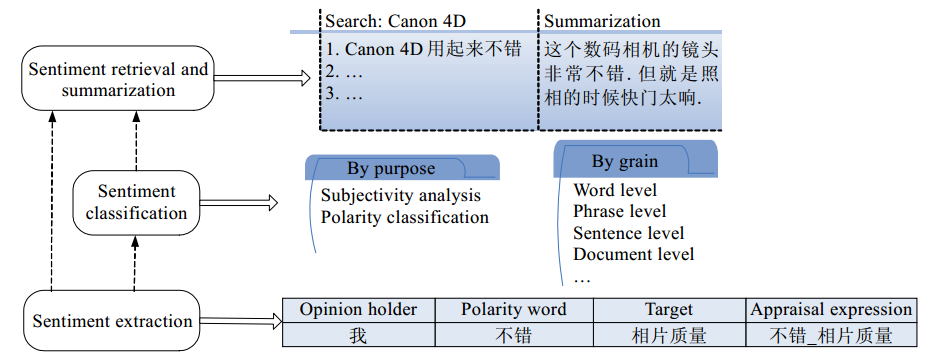 Search: Canon 4D
Summarization
Sentiment retrieval and
summarization
1. Canon 4D 用起来不错
2. …
3. …
这个数码相机的镜头
非常不错. 但就是照
相的时候快门太响.
Sentiment
classification
By purpose
Subjectivity analysis
Polarity classification
By grain
Word level
Phrase level
Sentence level
Document level
…
Sentiment extraction
Opinion holder Polarity word Target Appraisal expression
我 不错 相片质量 不错_相片质量